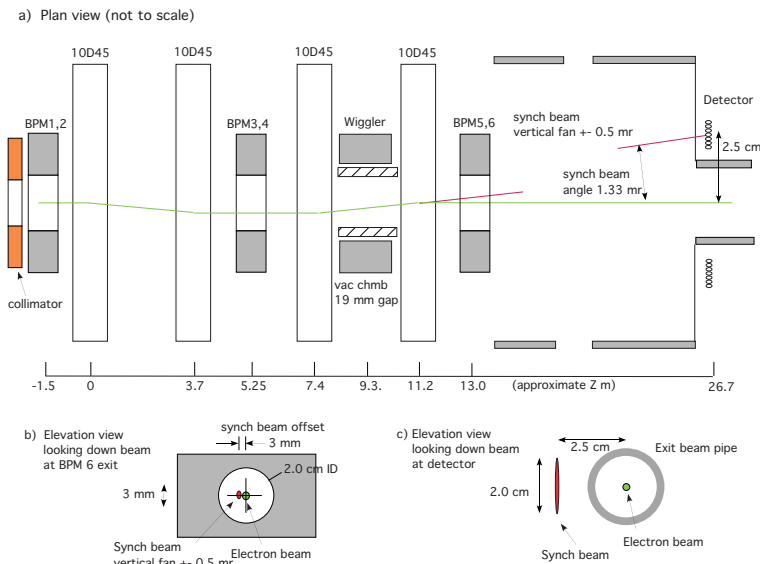 a) Plan view (not to scale)
10D45
10D45
10D45
10D45
BPM1,2
BPM3,4
Wiggler
BPM5,6
synch beam
vertical fan +- 0.5 mr
Detector
2.5 cm
synch beam
angle 1.33 mr
collimator
vac chmb
19 mm gap
-1.5
0
3.7
5.25
7.4
9.3.
11.2
13.0
(approximate Z m)
26.7
b) Elevation view
looking down beam
at BPM 6 exit
synch beam offset
3 mm
2.0 cm ID
3 mm
Synch beam
vertical fan +- 0.5 mr
Electron beam
c) Elevation view
looking down beam
at detector
2.5 cm
Exit beam pipe
2.0 cm
Synch beam
Electron beam